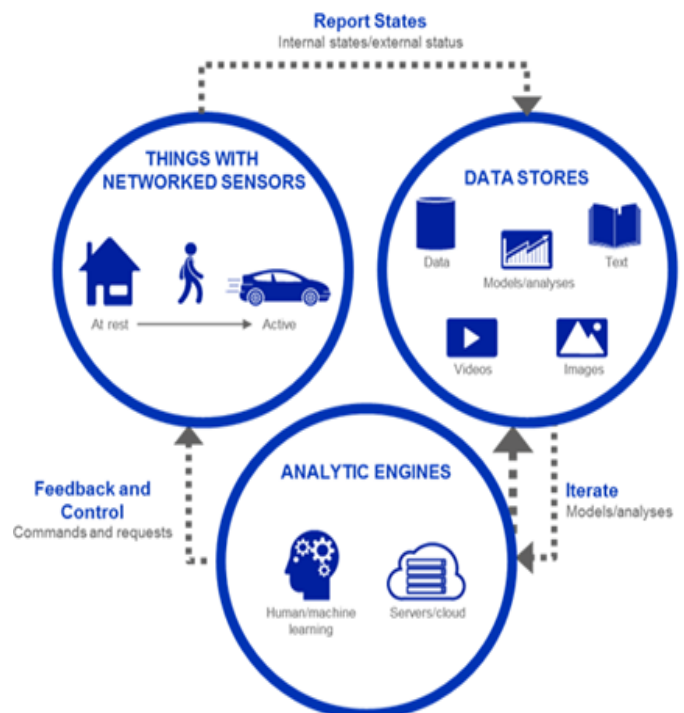 Report States
Internal states/external status
THINGS WITH
NETWORKED SENSORS
At rest
Active
DATA STORES
Data
Models/analyses
Text
Videos
Images
Feedback and
Control
Commands and requests
ANALYTIC ENGINES
Human/machine
learning
Servers/cloud
Iterate
Models/analyses